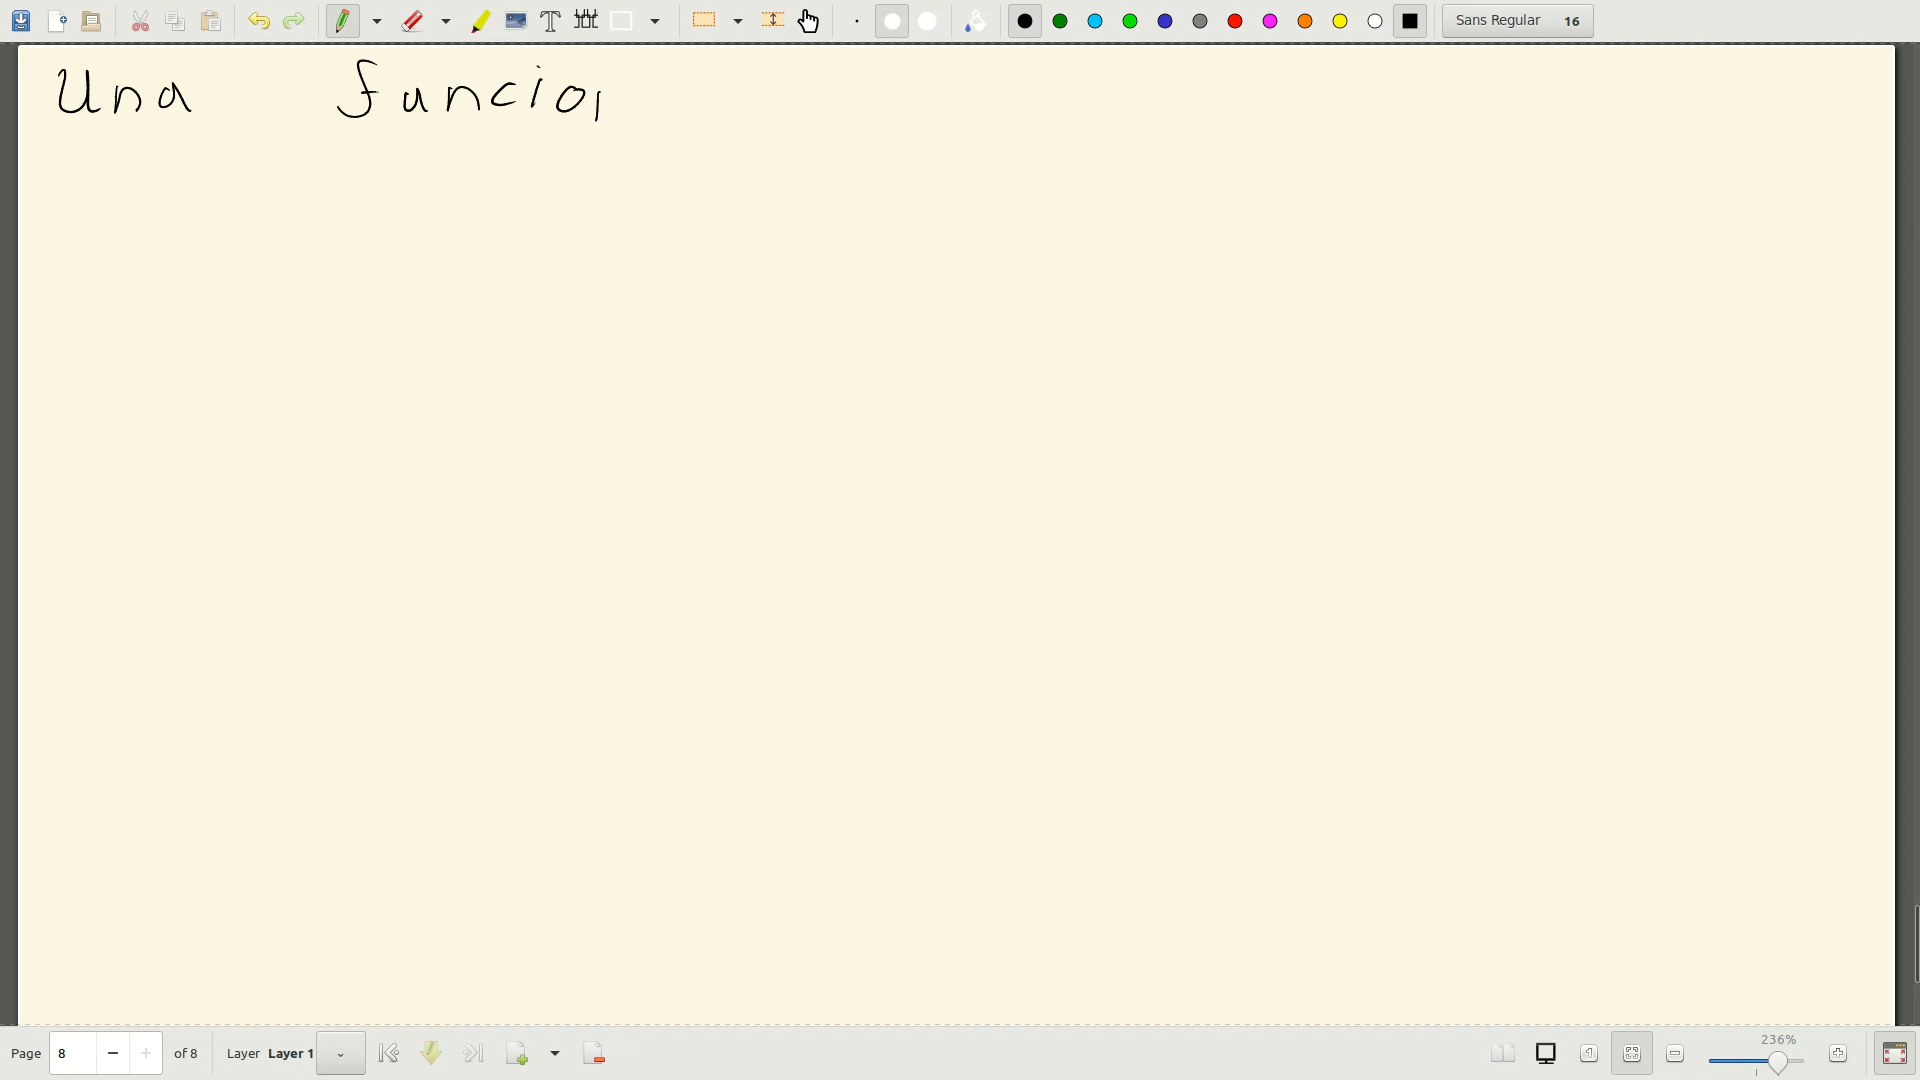 Sans Regular 16
Una funcio
Page 8 of 8 Layer Layer 1 236%